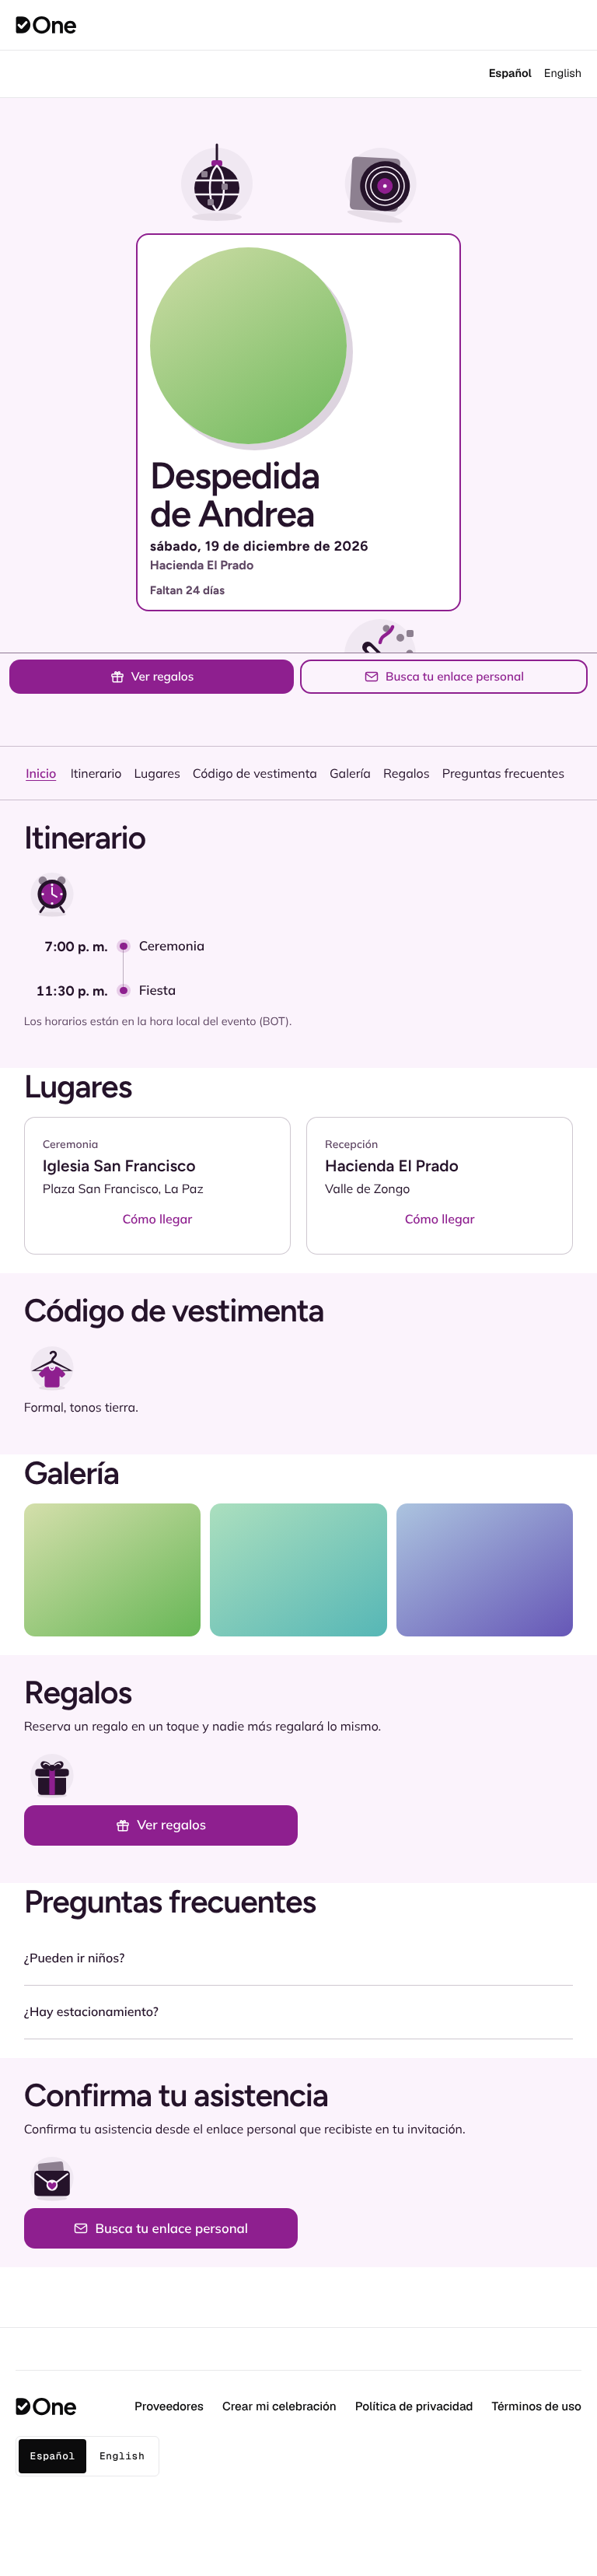 One
Español English
Despedida
de Andrea
sábado, 19 de diciembre de 2026
Hacienda El Prado
Faltan 24 días
Ver regalos
Busca tu enlace personal
Inicio Itinerario Lugares Código de vestimenta Galería Regalos Preguntas frecuentes
Itinerario
7:00 p. m. Ceremonia
11:30 p. m. Fiesta
Los horarios están en la hora local del evento (BOT).
Lugares
Ceremonia
Iglesia San Francisco
Plaza San Francisco, La Paz
Cómo llegar
Recepción
Hacienda El Prado
Valle de Zongo
Cómo llegar
Código de vestimenta
Formal, tonos tierra.
Galería
Regalos
Reserva un regalo en un toque y nadie más regalará lo mismo.
Ver regalos
Preguntas frecuentes
¿Pueden ir niños?
¿Hay estacionamiento?
Confirma tu asistencia
Confirma tu asistencia desde el enlace personal que recibiste en tu invitación.
Busca tu enlace personal
One
Proveedores Crear mi celebración Política de privacidad Términos de uso
Español English